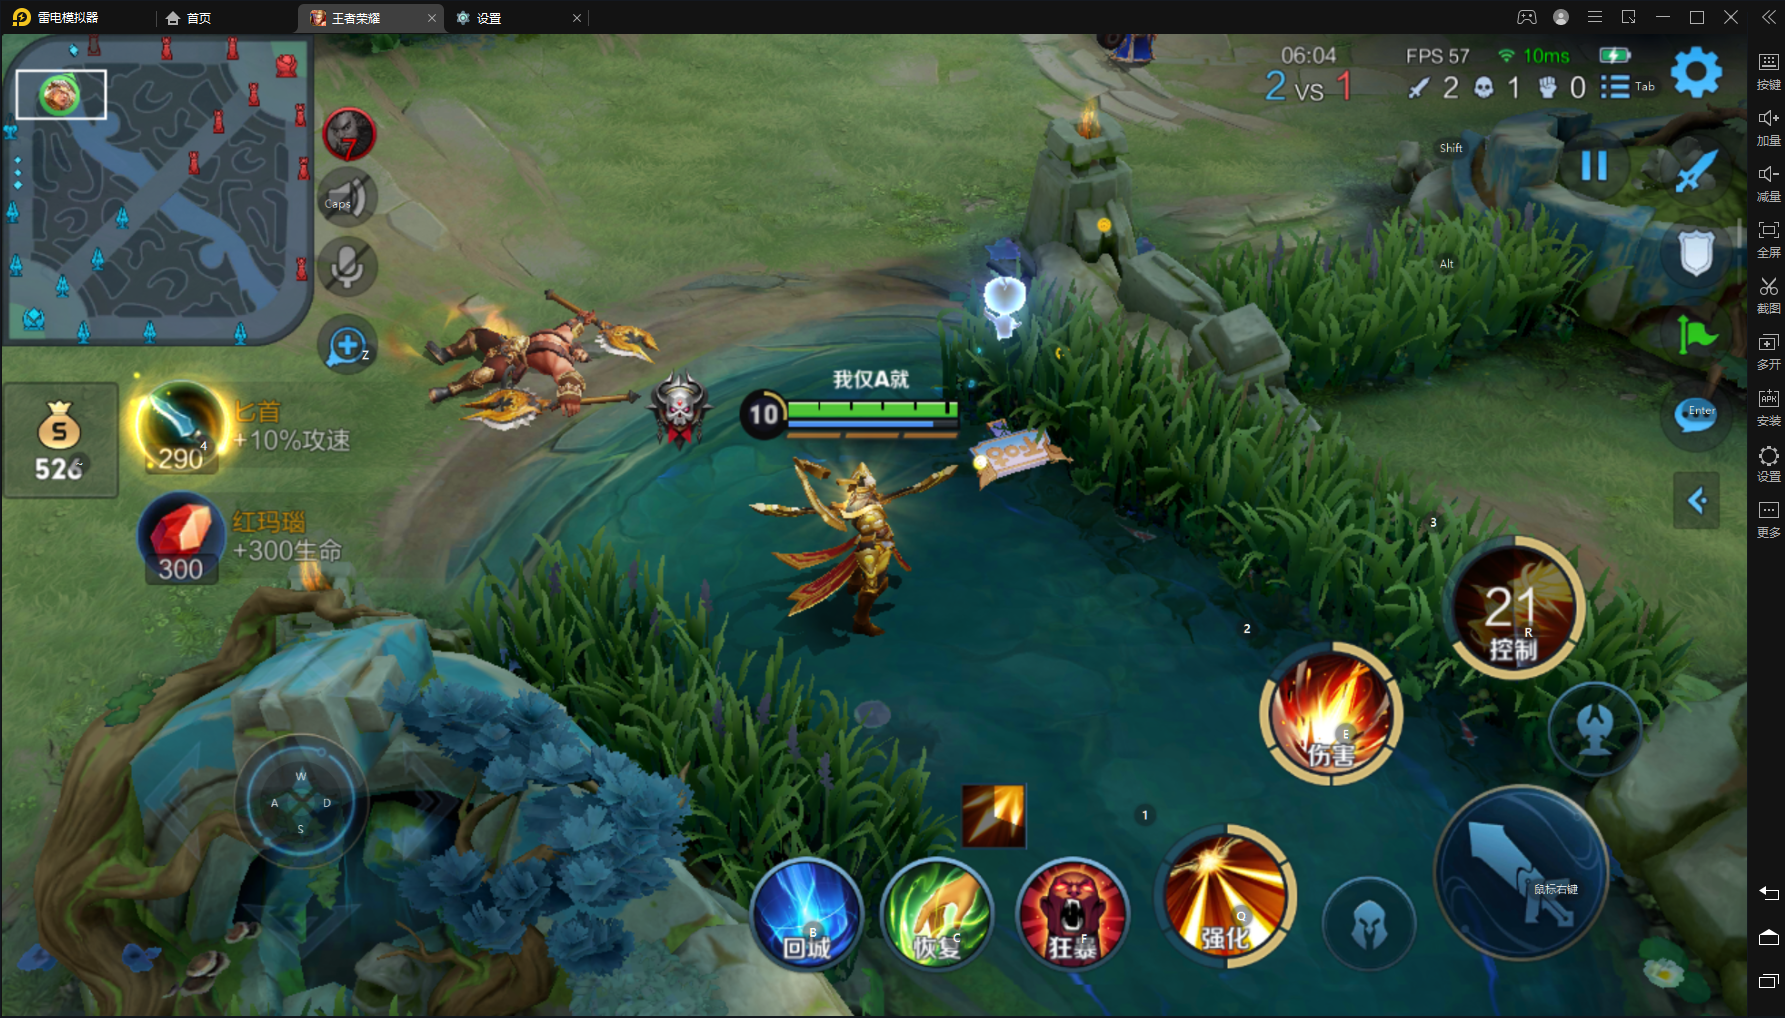 雷电模拟器
首页
王者荣耀
设置
06:04
FPS 57
10ms
2 VS 1
2
1
0
Tab
按键
加量
减量
全屏
截图
多开
安装
设置
更多
7
Caps
Shift
Alt
Z
Enter
526
~
匕首
+10%攻速
290
4
红玛瑙
+300生命
300
我仅A就
10
3
2
1
21
控制
R
伤害
E
强化
Q
W
A
D
S
回城
B
恢复
C
狂暴
F
鼠标右键
APK